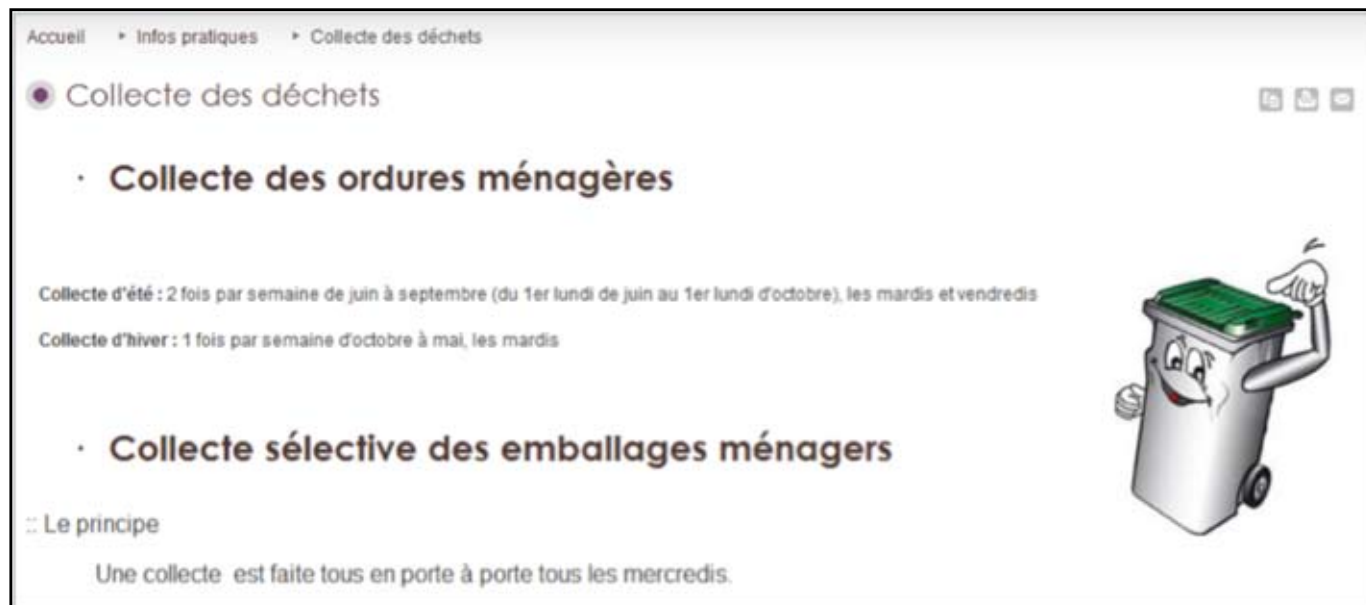 Accueil ‣ Infos pratiques ‣ Collecte des déchets
Collecte des déchets
· Collecte des ordures ménagères
Collecte d'été : 2 fois par semaine de juin à septembre (du 1er lundi de juin au 1er lundi d'octobre), les mardis et vendredis
Collecte d'hiver : 1 fois par semaine d'octobre à mai, les mardis
· Collecte sélective des emballages ménagers
:: Le principe
Une collecte est faite tous en porte à porte tous les mercredis.